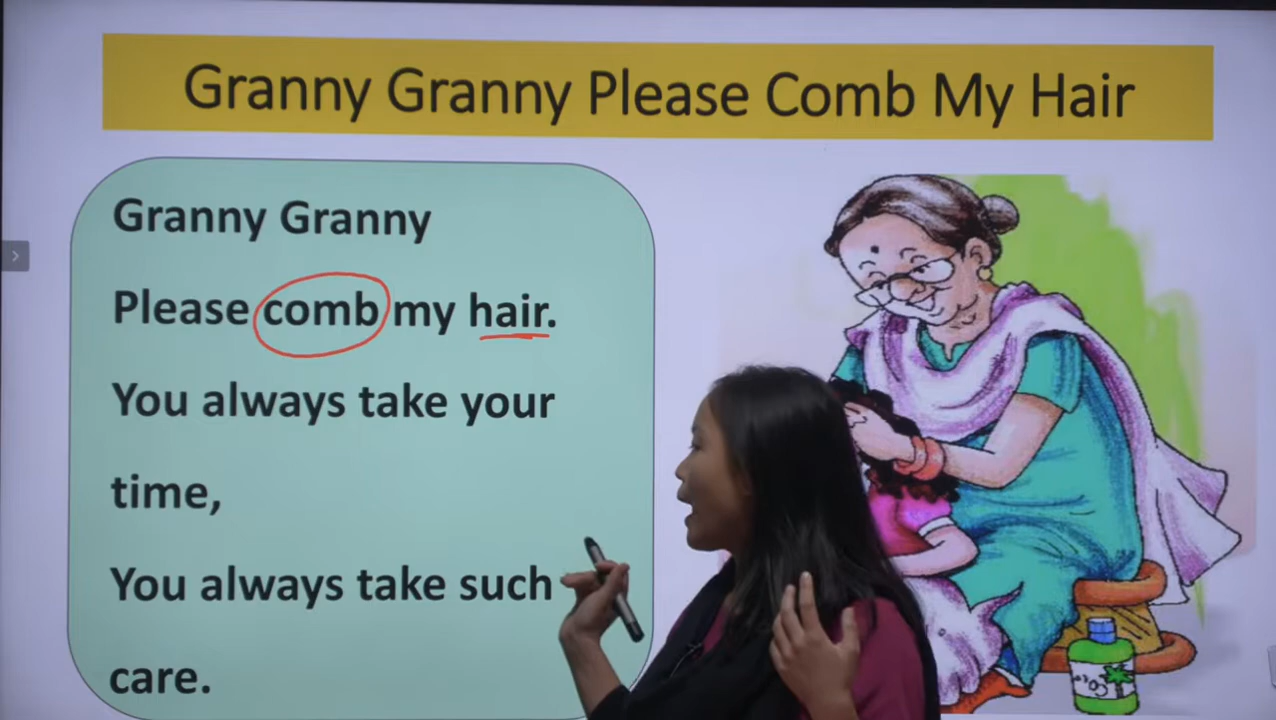 Granny Granny Please Comb My Hair
Granny Granny
Please comb my hair.
You always take your
time,
You always take such
care.